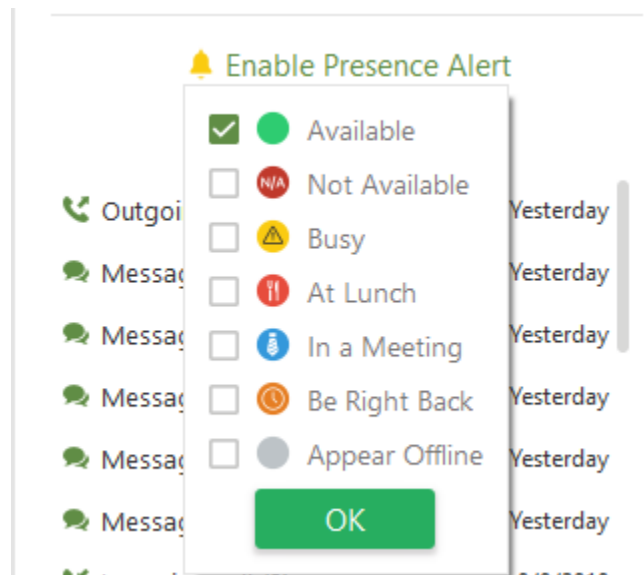 Enable Presence Alert
Available
N/A Not Available
Outgoi Yesterday
Busy
Messag Yesterday
At Lunch
Messag Yesterday
In a Meeting
Messag Yesterday
Be Right Back
Messag Yesterday
Appear Offline
Messag Yesterday
OK